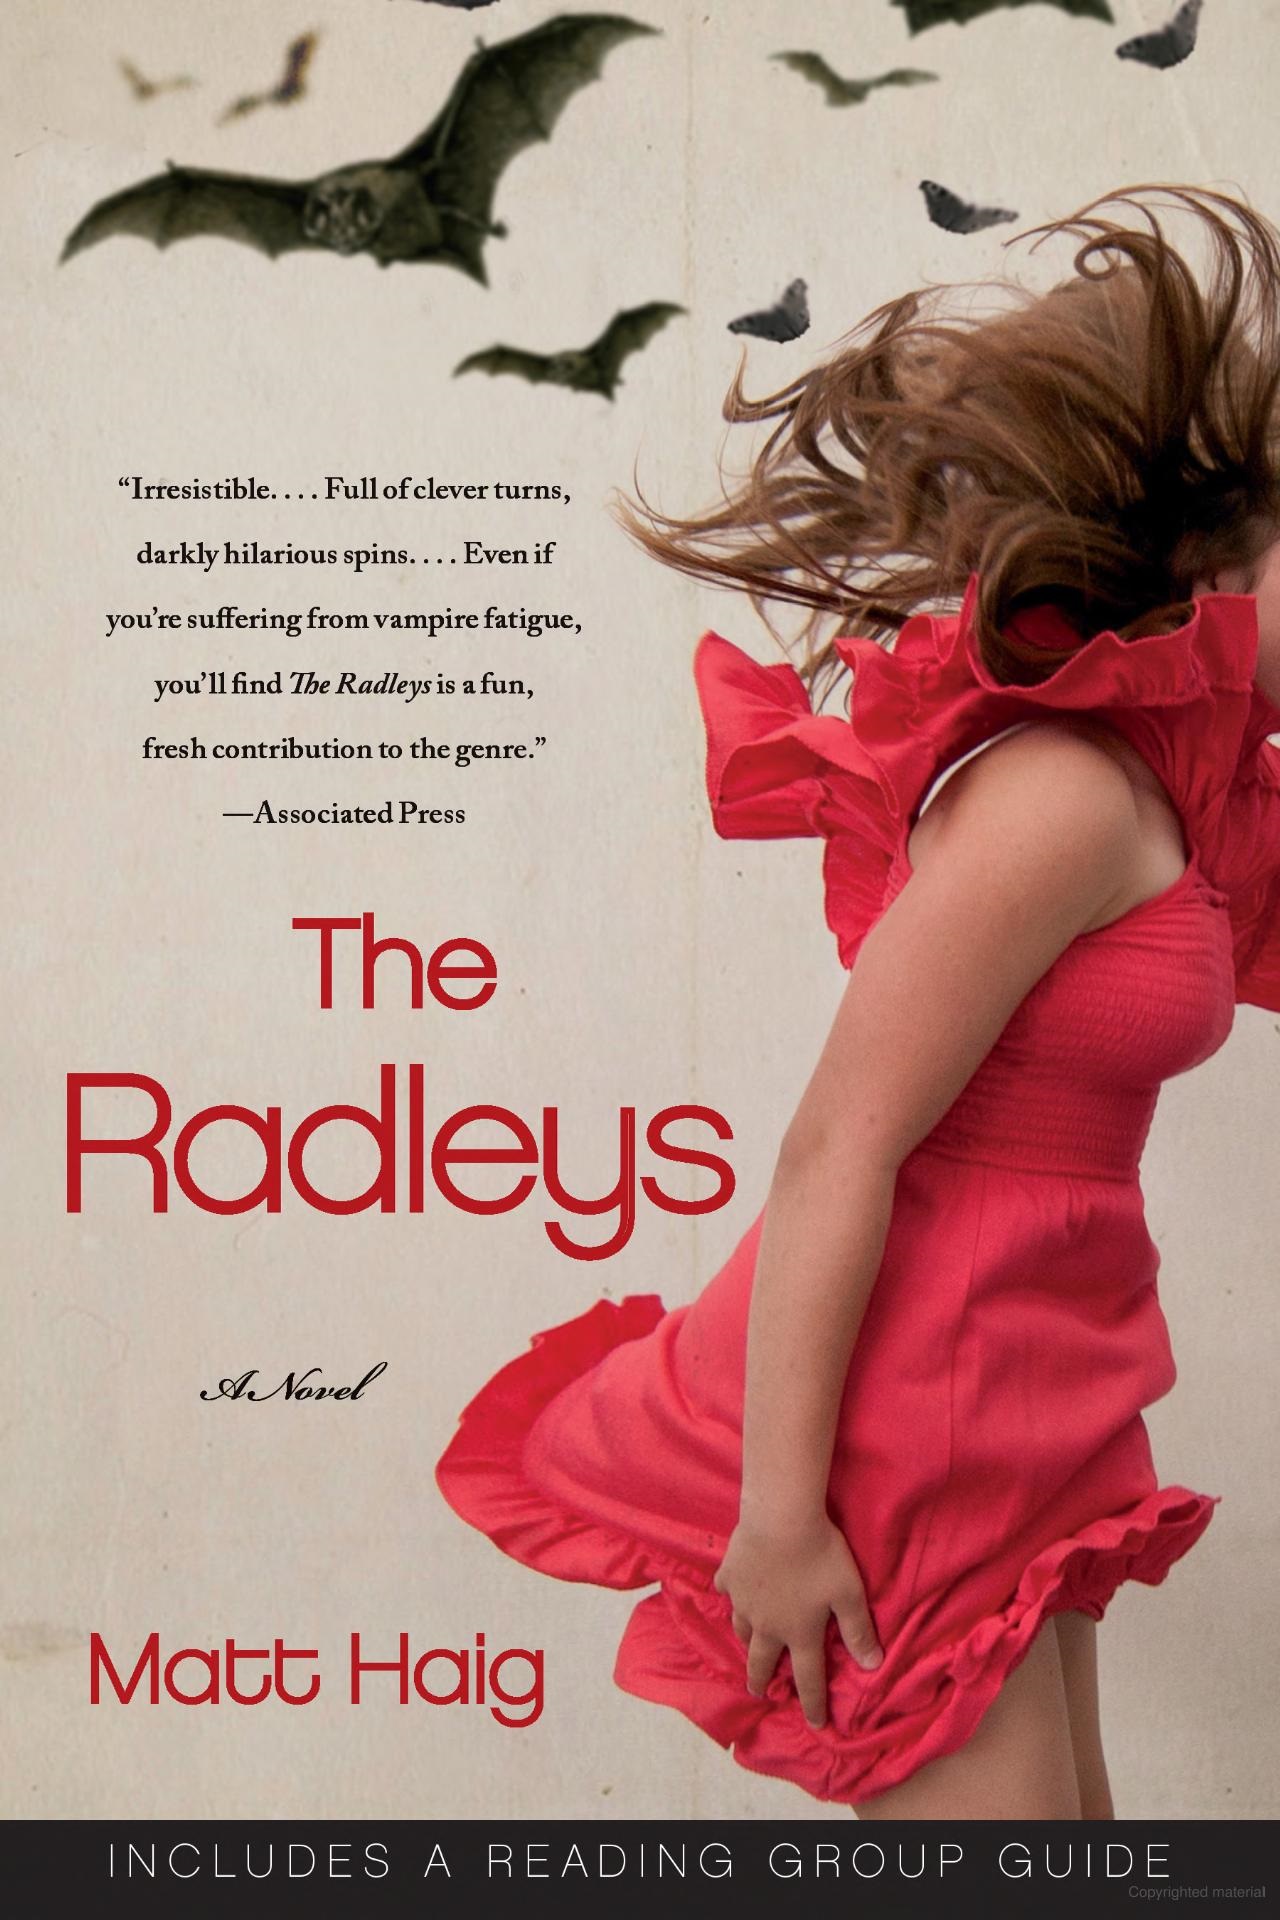 “Irresistible. . . . Full of clever turns,
darkly hilarious spins. . . . Even if
you’re suffering from vampire fatigue,
you’ll find The Radleys is a fun,
fresh contribution to the genre.”
—Associated Press
The
Radleys
A Novel
Matt Haig
INCLUDES A READING GROUP GUIDE
Copyrighted material